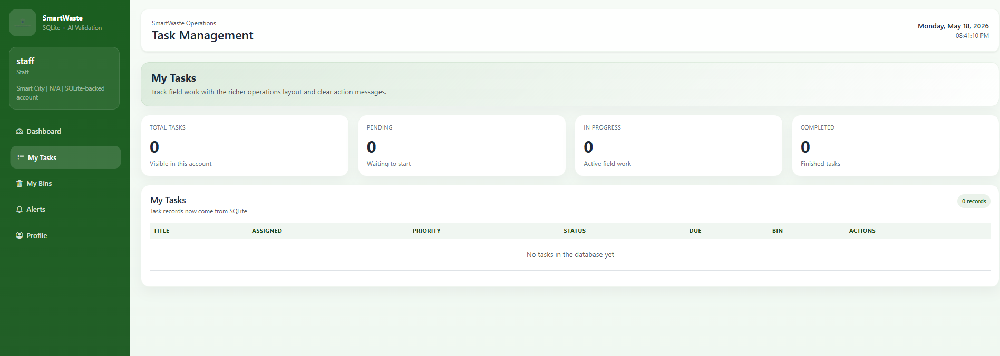 SmartWaste
SQLite + AI Validation
staff
Staff
Smart City | N/A | SQLite-backed
account
Dashboard
My Tasks
My Bins
Alerts
Profile
SmartWaste Operations
Task Management
Monday, May 18, 2026
08:41:10 PM
My Tasks
Track field work with the richer operations layout and clear action messages.
TOTAL TASKS
0
Visible in this account
PENDING
0
Waiting to start
IN PROGRESS
0
Active field work
COMPLETED
0
Finished tasks
My Tasks
Task records now come from SQLite
0 records
TITLE ASSIGNED PRIORITY STATUS DUE BIN ACTIONS
No tasks in the database yet